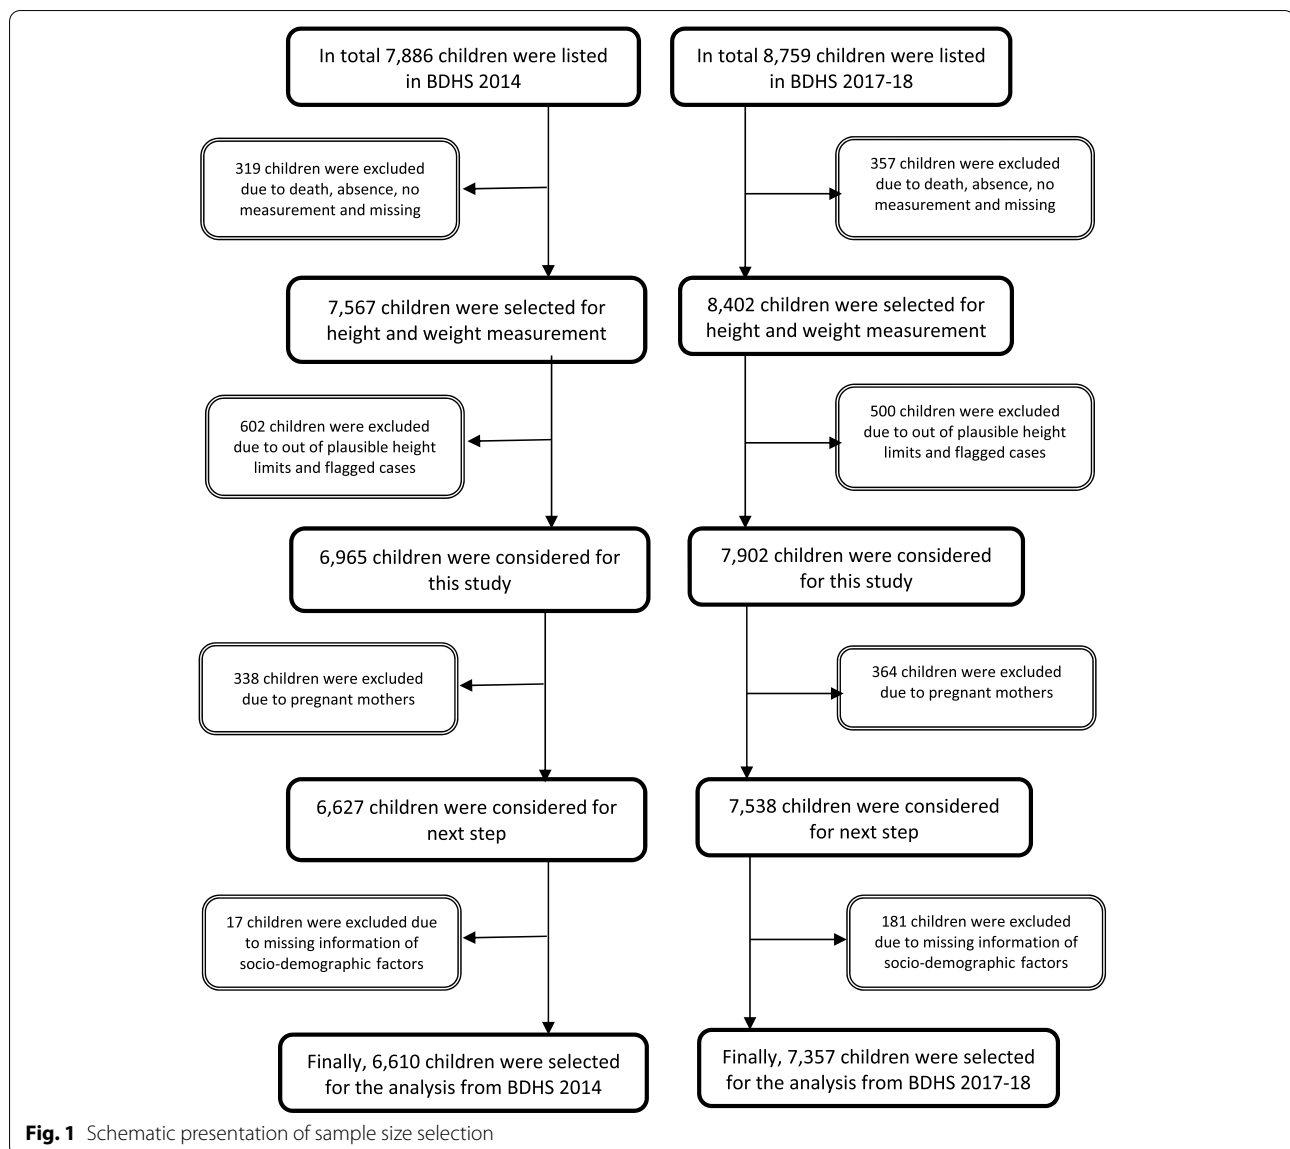 In total 7,886 children were listed
in BDHS 2014
In total 8,759 children were listed
in BDHS 2017-18
319 children were excluded
due to death, absence, no
measurement and missing
357 children were excluded
due to death, absence, no
measurement and missing
7,567 children were selected for
height and weight measurement
8,402 children were selected for
height and weight measurement
602 children were excluded
due to out of plausible height
limits and flagged cases
500 children were excluded
due to out of plausible height
limits and flagged cases
6,965 children were considered for
this study
7,902 children were considered
for this study
338 children were excluded
due to pregnant mothers
364 children were excluded
due to pregnant mothers
6,627 children were considered for
next step
7,538 children were considered
for next step
17 children were excluded due
to missing information of
socio-demographic factors
181 children were excluded
due to missing information of
socio-demographic factors
Finally, 6,610 children were selected
for the analysis from BDHS 2014
Finally, 7,357 children were selected
for the analysis from BDHS 2017-18
Fig. 1 Schematic presentation of sample size selection